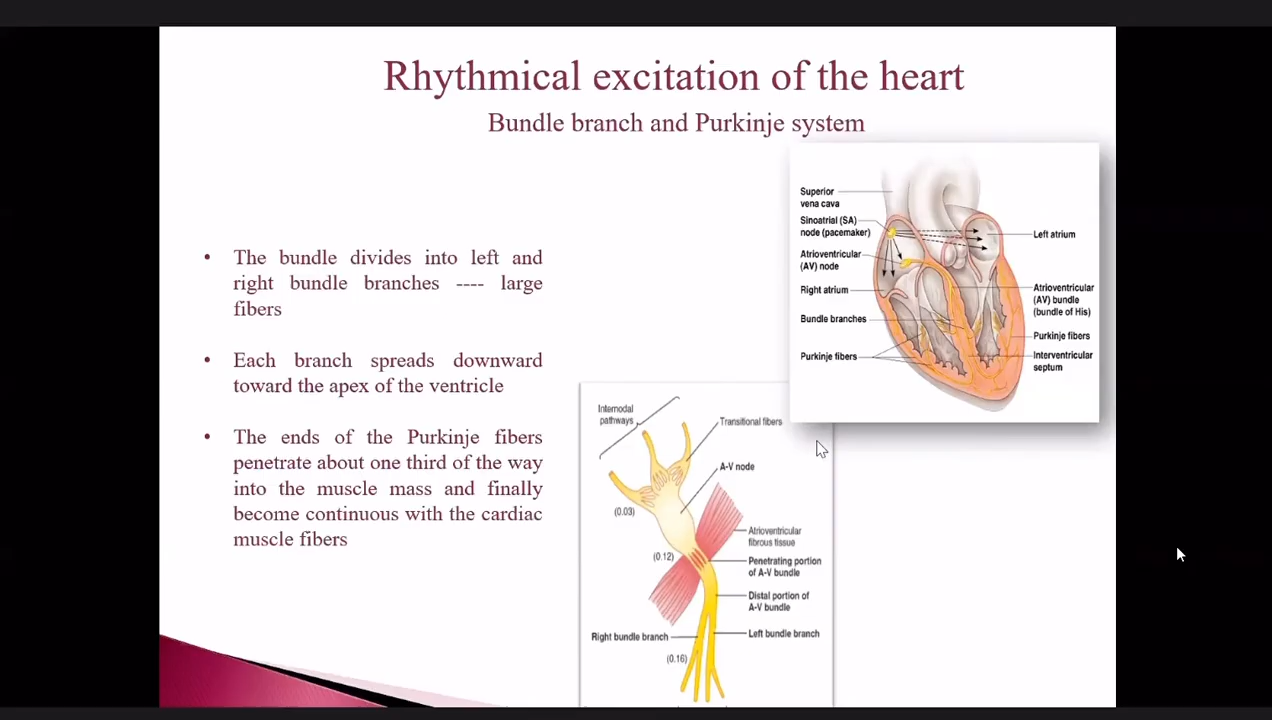 Rhythmical excitation of the heart
Bundle branch and Purkinje system
• The bundle divides into left and
right bundle branches ---- large
fibers
• Each branch spreads downward
toward the apex of the ventricle
• The ends of the Purkinje fibers
penetrate about one third of the way
into the muscle mass and finally
become continuous with the cardiac
muscle fibers
Superior
vena cava
Sinoatrial (SA)
node (pacemaker)
Atrioventricular
(AV) node
Right atrium
Bundle branches
Purkinje fibers
Left atrium
Atrioventricular
(AV) bundle
(bundle of His)
Purkinje fibers
Interventricular
septum
Internodal
pathways
Transitional fibers
A-V node
(0.03)
Atrioventricular
fibrous tissue
(0.12)
Penetrating portion
of A-V bundle
Distal portion of
A-V bundle
Right bundle branch
Left bundle branch
(0.16)